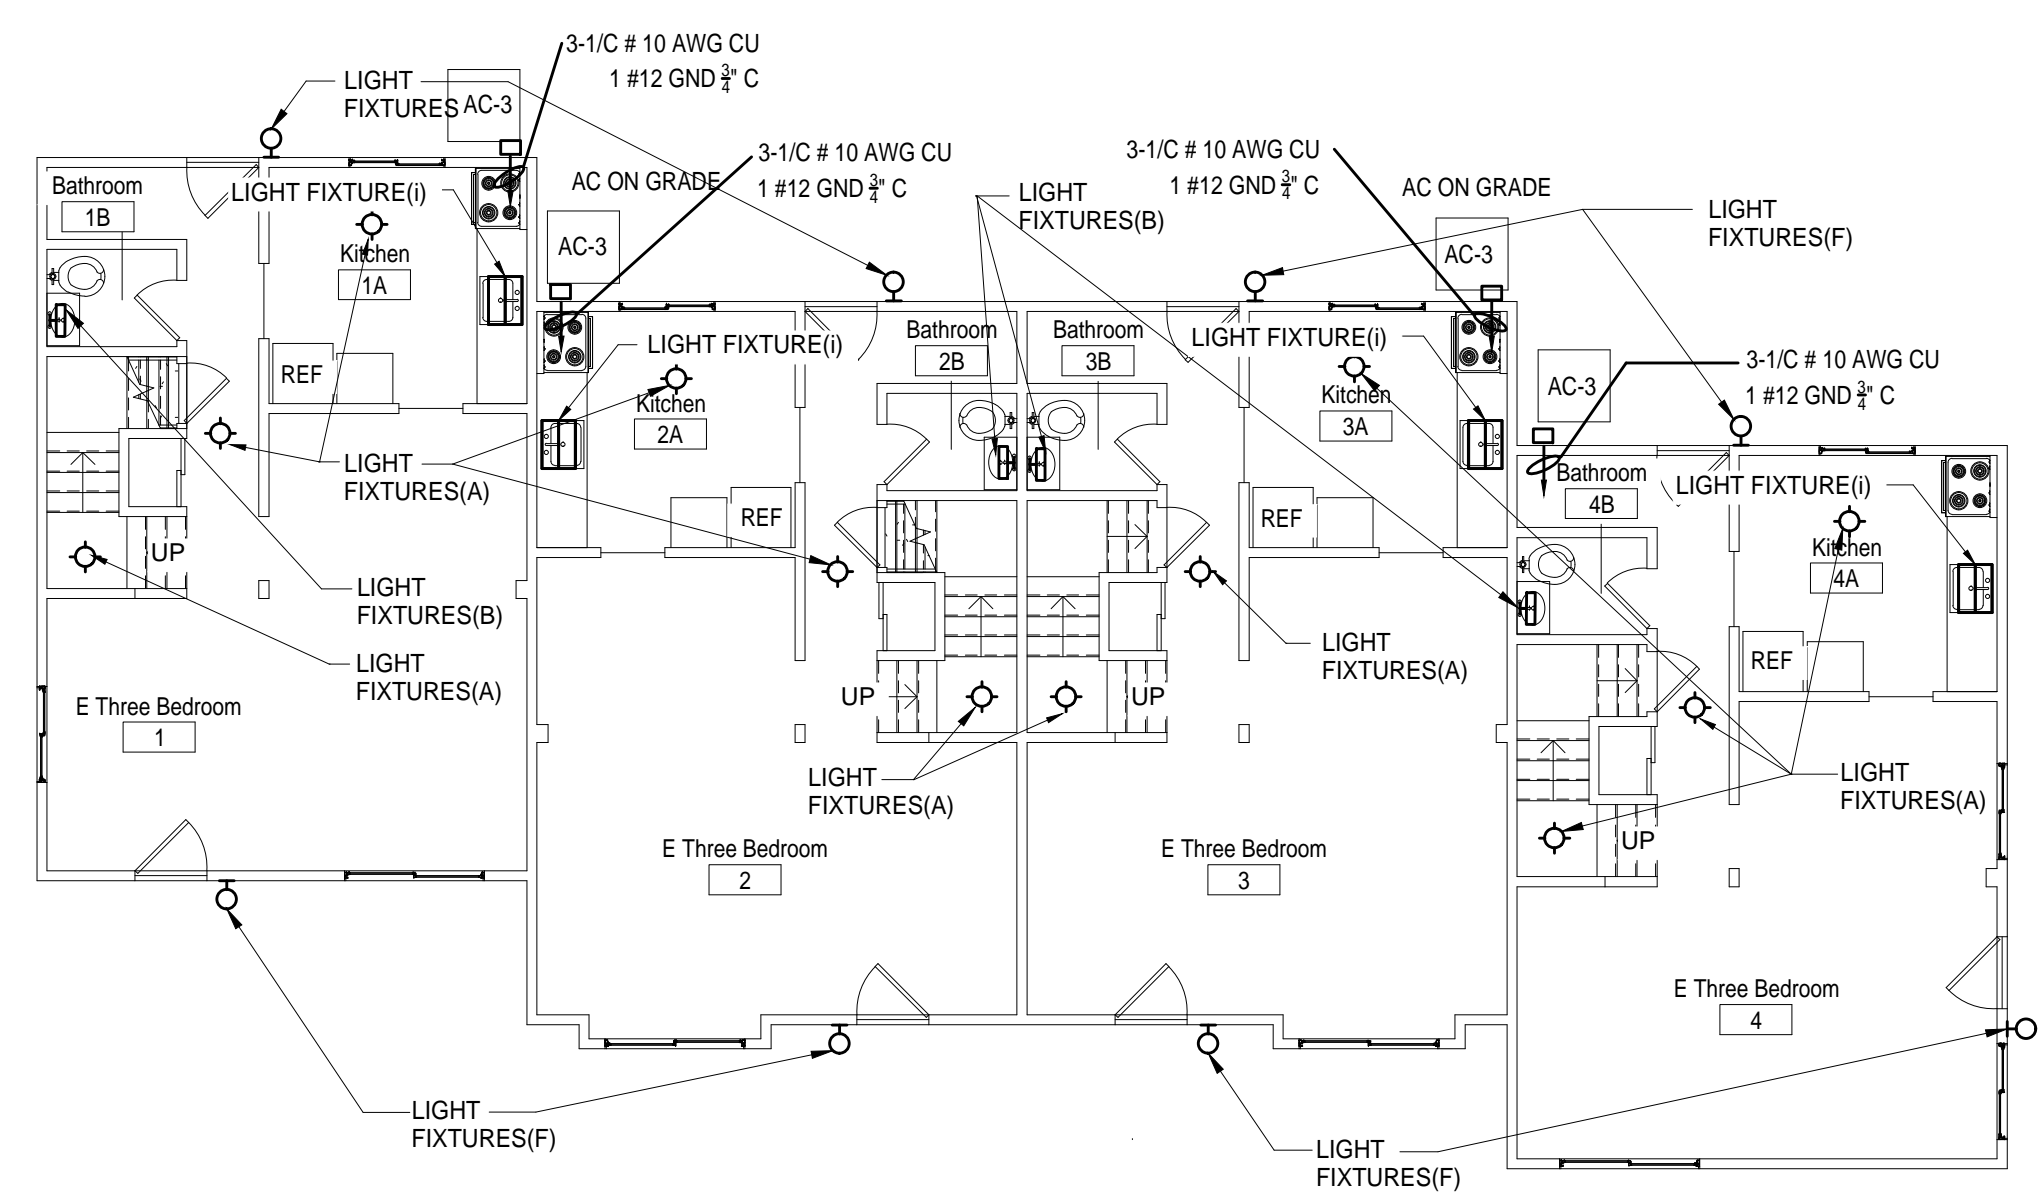 3-1/C # 10 AWG CU
1 #12 GND 3/4" C
LIGHT
FIXTURES
AC-3
3-1/C # 10 AWG CU
1 #12 GND 3/4" C
3-1/C # 10 AWG CU
1 #12 GND 3/4" C
Bathroom
1B
LIGHT FIXTURE(i)
AC ON GRADE
LIGHT
FIXTURES(B)
AC ON GRADE
LIGHT
FIXTURES(F)
Kitchen
1A
AC-3
AC-3
REF
LIGHT FIXTURE(i)
Bathroom
2B
Bathroom
3B
LIGHT FIXTURE(i)
AC-3
3-1/C # 10 AWG CU
1 #12 GND 3/4" C
Kitchen
2A
Kitchen
3A
LIGHT
FIXTURES(A)
Bathroom
4B
LIGHT FIXTURE(i)
REF
REF
UP
Kitchen
4A
LIGHT
FIXTURES(B)
LIGHT
FIXTURES(A)
LIGHT
FIXTURES(A)
REF
E Three Bedroom
1
UP
UP
LIGHT
FIXTURES(A)
LIGHT
FIXTURES(A)
UP
E Three Bedroom
2
E Three Bedroom
3
E Three Bedroom
4
LIGHT
FIXTURES(F)
LIGHT
FIXTURES(F)